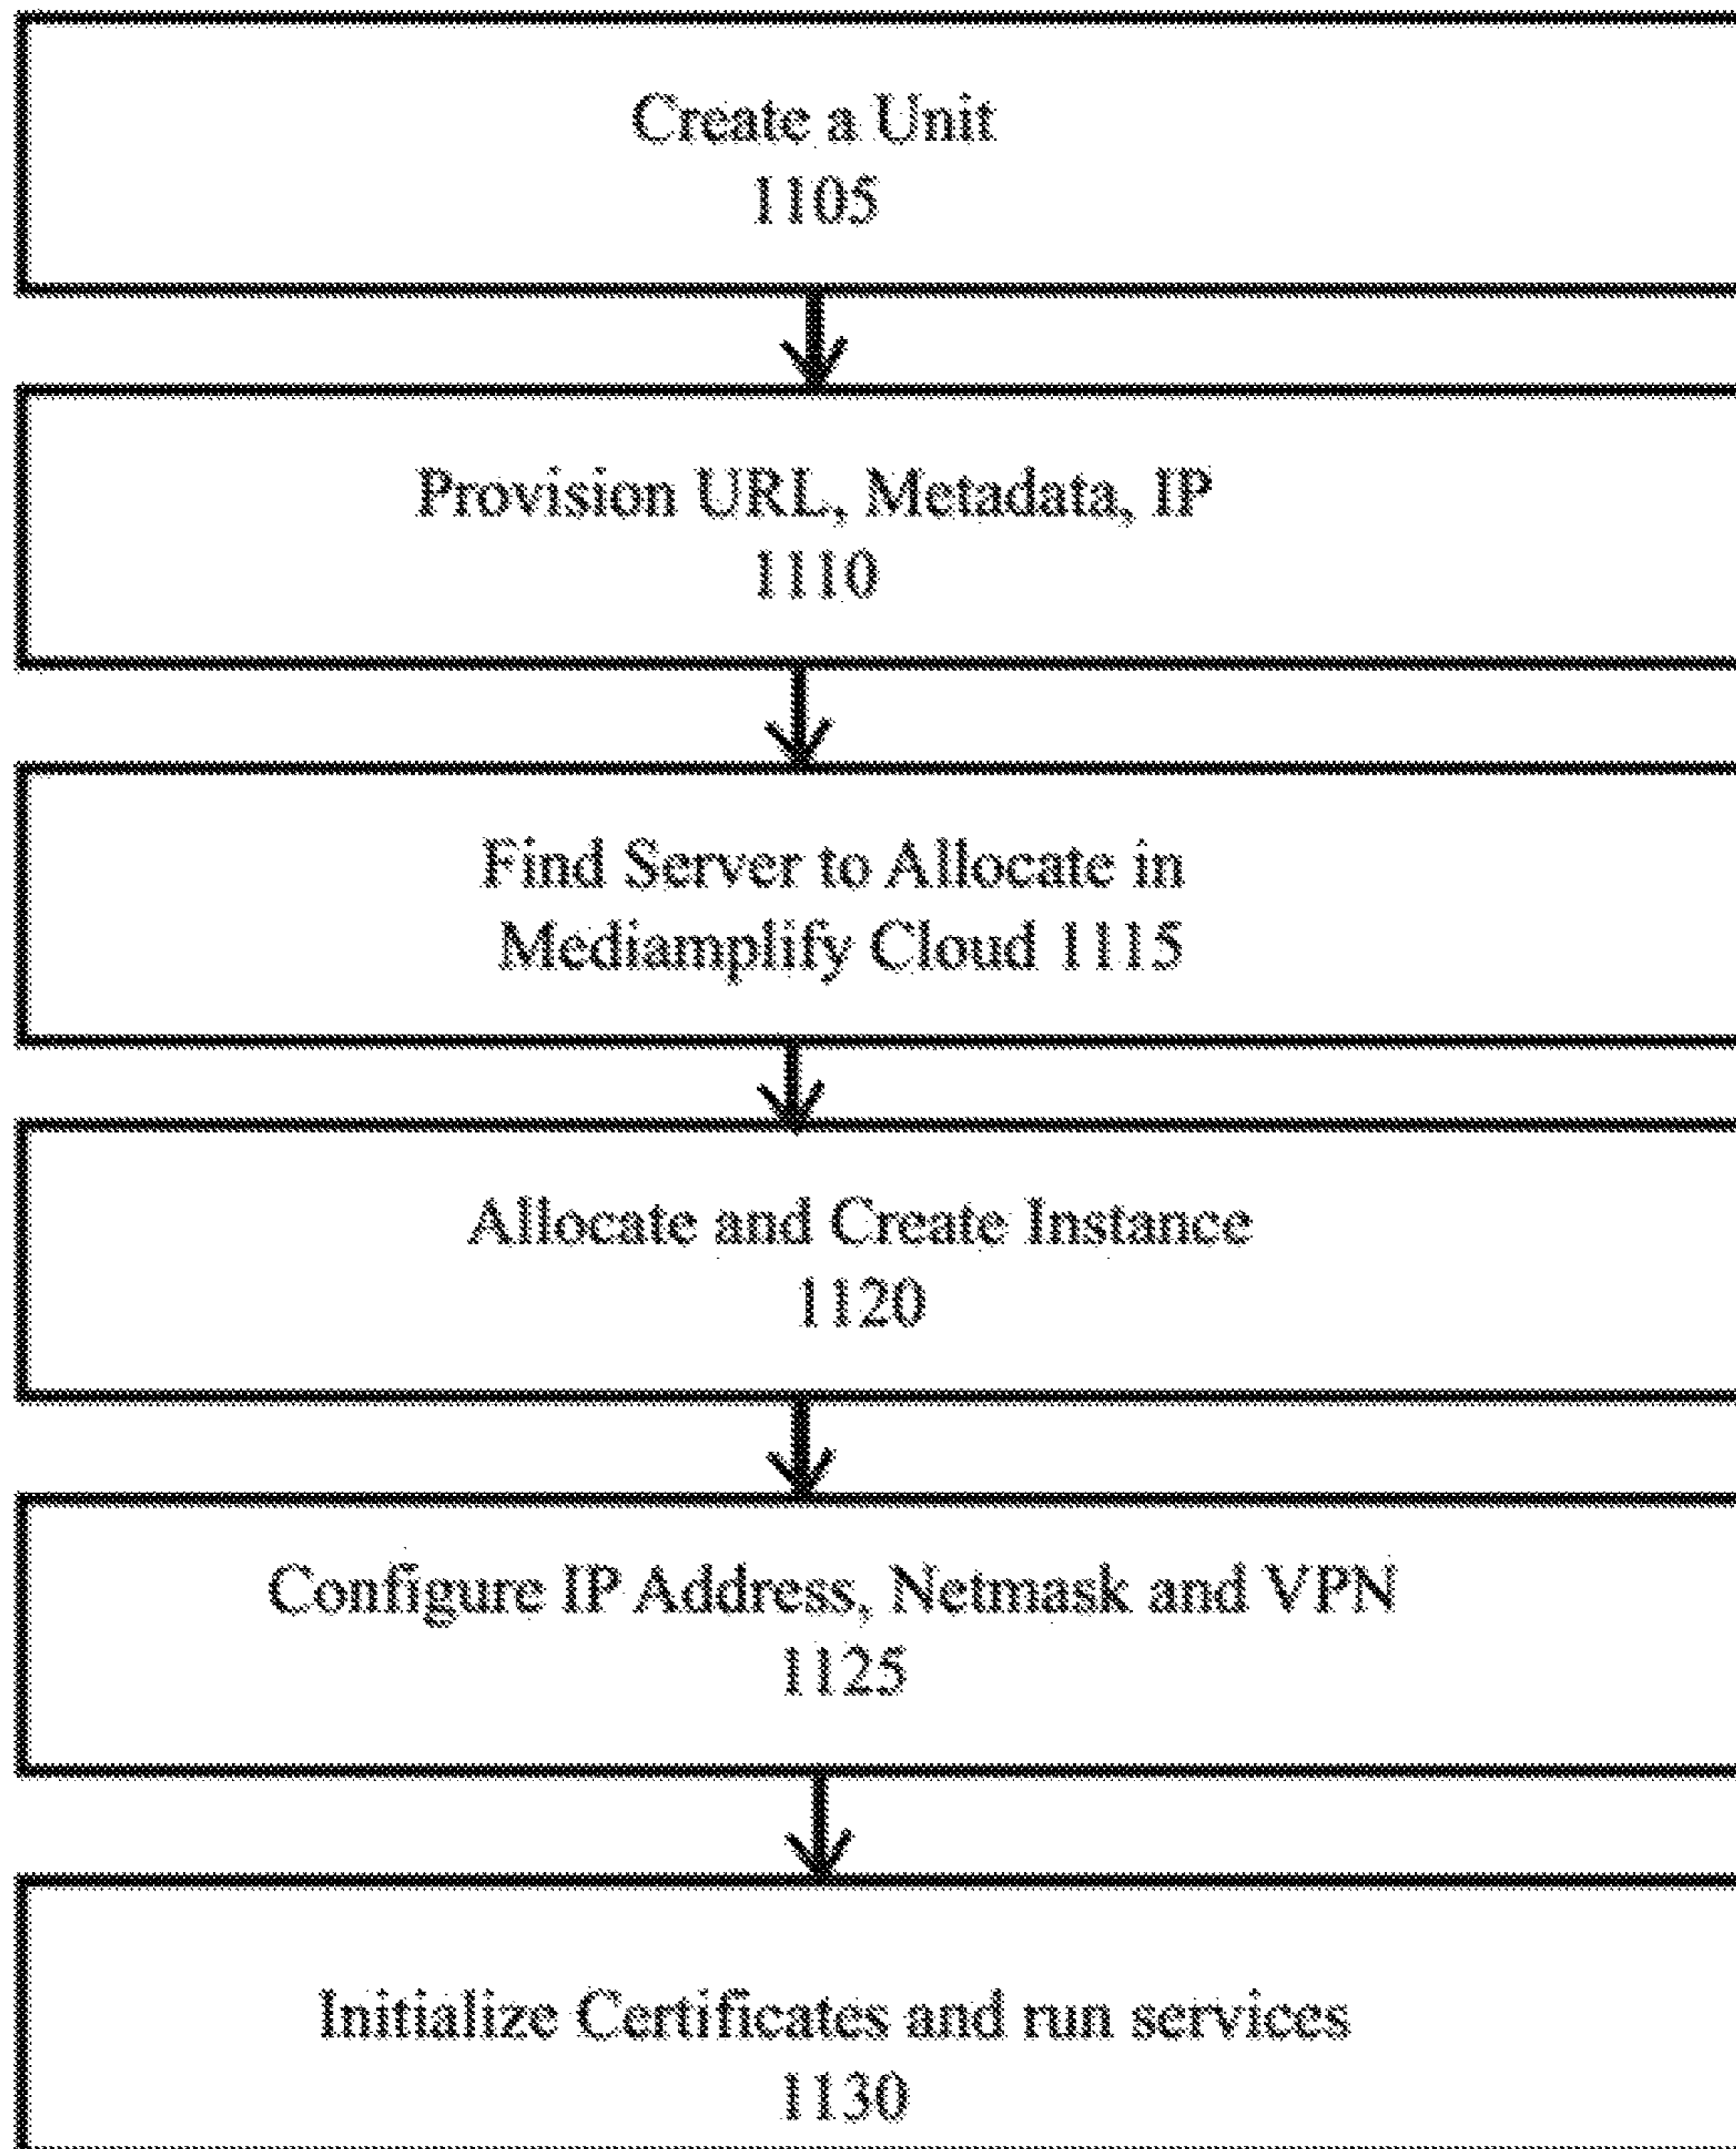 Create a Unit
1105
Provision URL, Metadata, IP
1110
Find Server to Allocate in
Mediamplify Cloud 1115
Allocate and Create Instance
1120
Configure IP Address, Netmask and VPN
1125
Initialize Certificates and run services
1130